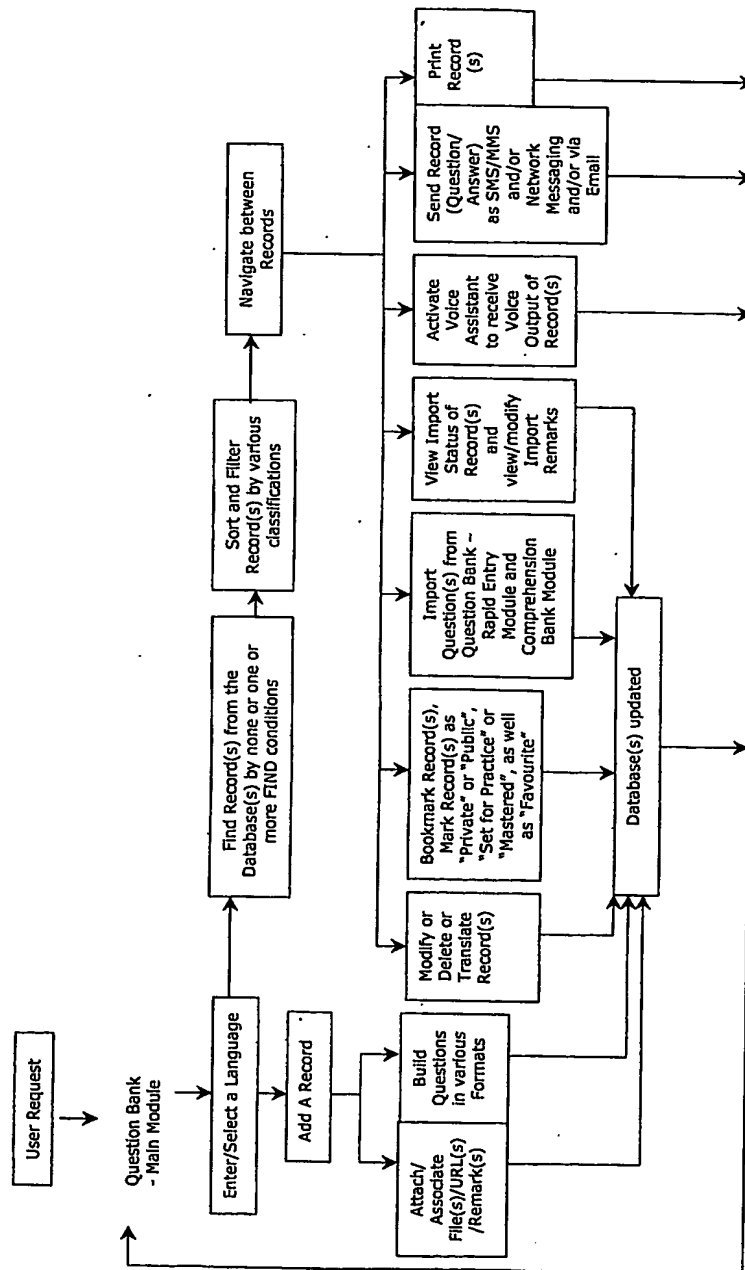 User Request
Question Bank
- Main Module
Enter/Select a Language
Find Record(s) from the
Database(s) by none or one or
more FIND conditions
Sort and Filter
Record(s) by various
classifications
Navigate between
Records
Add A Record
Attach/
Associate
File(s)/URL(s)
/Remark(s)
Build
Questions
in various
Formats
Modify or
Delete or
Translate
Record(s)
Bookmark Record(s),
Mark Record(s) as
"Private" or "Public",
"Set for Practice" or
"Mastered", as well
as "Favourite"
Import
Question(s) from
Question Bank ~
Rapid Entry
Module and
Comprehension
Bank Module
View Import
Status of
Record(s)
and
view/modify
Import
Remarks
Activate
Voice
Assistant
to receive
Voice
Output of
Record(s)
Send Record
(Question/
Answer)
as SMS/MMS
and/or
Network
Messaging
and/or via
Email
Print
Record
(s)
Database(s) updated